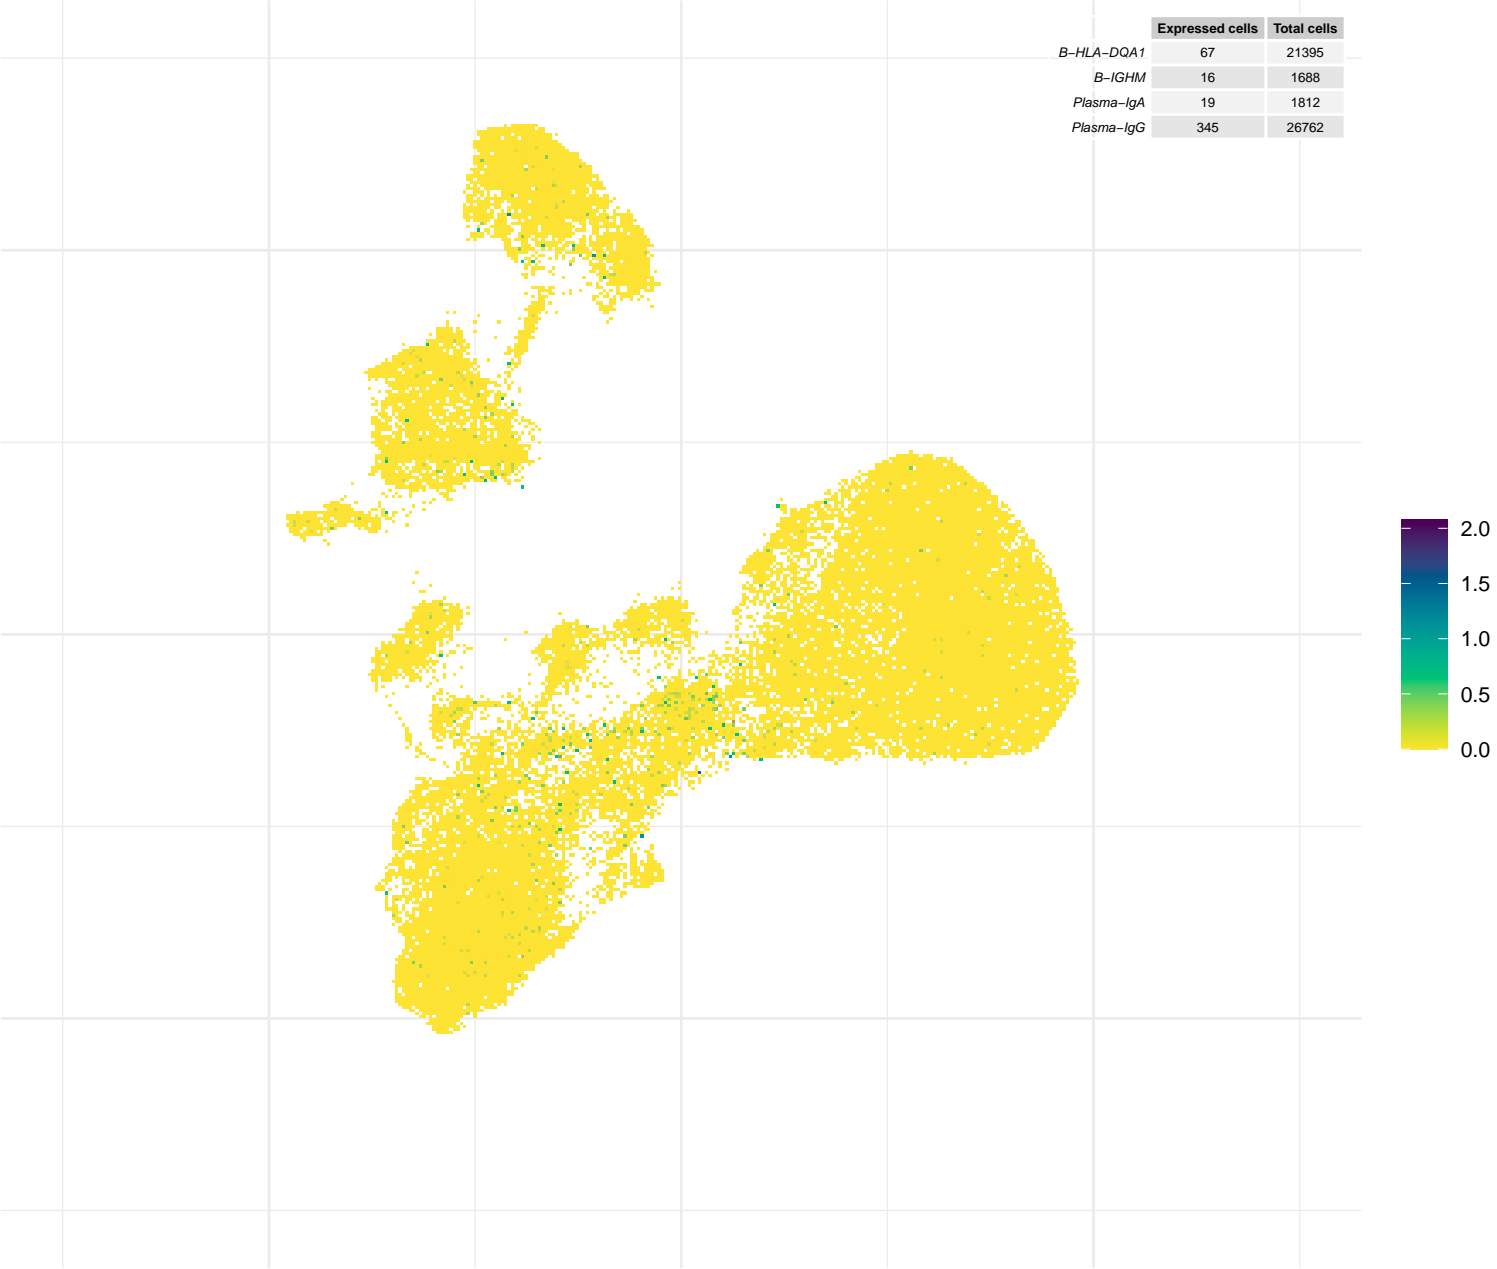 Expressed cells Total cells
B−HLA−DQA1 67 21395
B−IGHM 16 1688
Plasma−IgA 19 1812
Plasma−IgG 345 26762
2.0
1.5
1.0
0.5
0.0